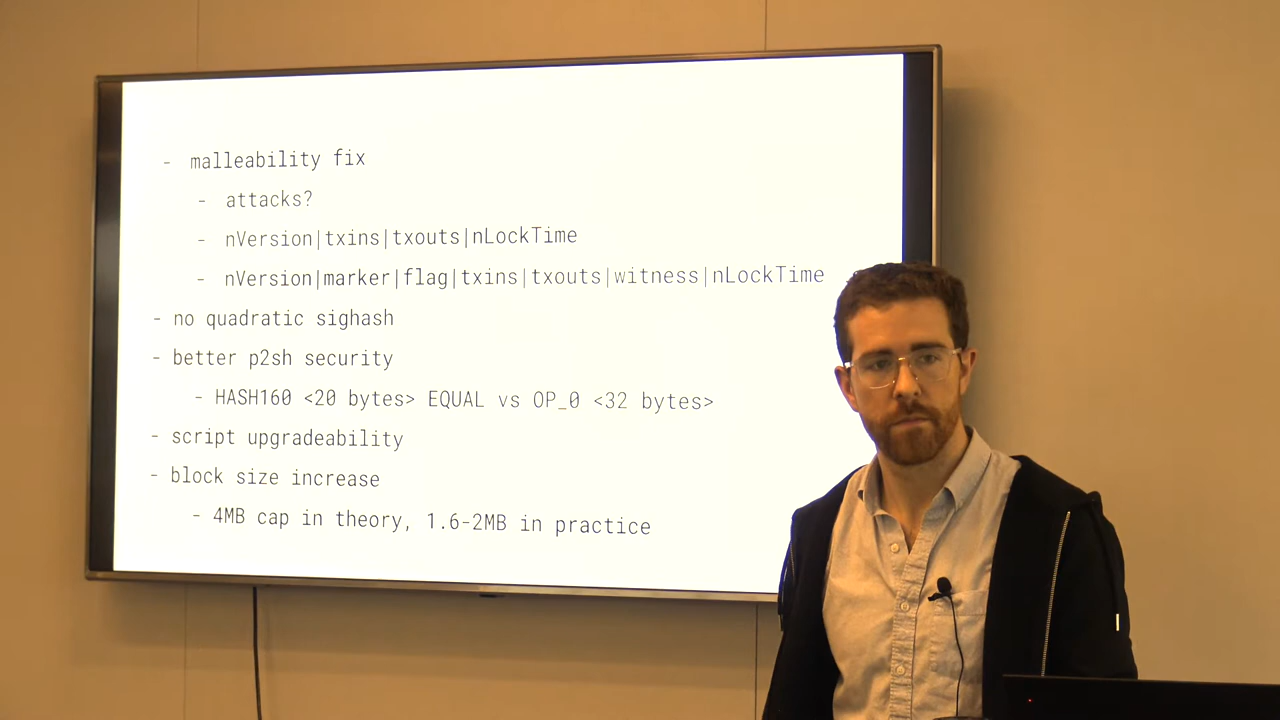 - malleability fix
- attacks?
- nVersion|txins|txouts|nLockTime
- nVersion|marker|flag|txins|txouts|witness|nLockTime
- no quadratic sighash
- better p2sh security
- HASH160 <20 bytes> EQUAL vs OP_0 <32 bytes>
- script upgradeability
- block size increase
- 4MB cap in theory, 1.6-2MB in practice